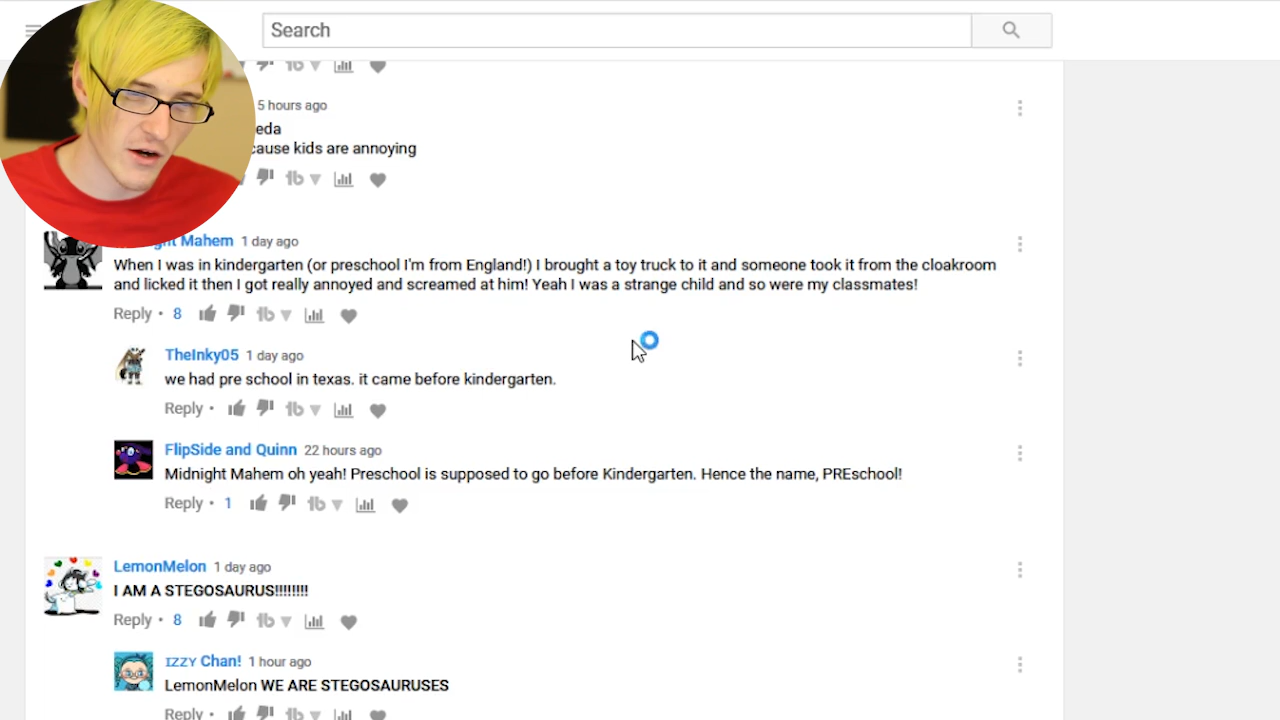 Search
5 hours ago
eda
cause kids are annoying
ght Mahem 1 day ago
When I was in kindergarten (or preschool I'm from England!) I brought a toy truck to it and someone took it from the cloakroom
and licked it then I got really annoyed and screamed at him! Yeah I was a strange child and so were my classmates!
Reply • 8
TheInky05 1 day ago
we had pre school in texas. it came before kindergarten.
Reply •
FlipSide and Quinn 22 hours ago
Midnight Mahem oh yeah! Preschool is supposed to go before Kindergarten. Hence the name, PREschool!
Reply • 1
LemonMelon 1 day ago
I AM A STEGOSAURUS!!!!!!!!
Reply • 8
ɪᴢᴢʏ Chan! 1 hour ago
LemonMelon WE ARE STEGOSAURUSES
Reply •